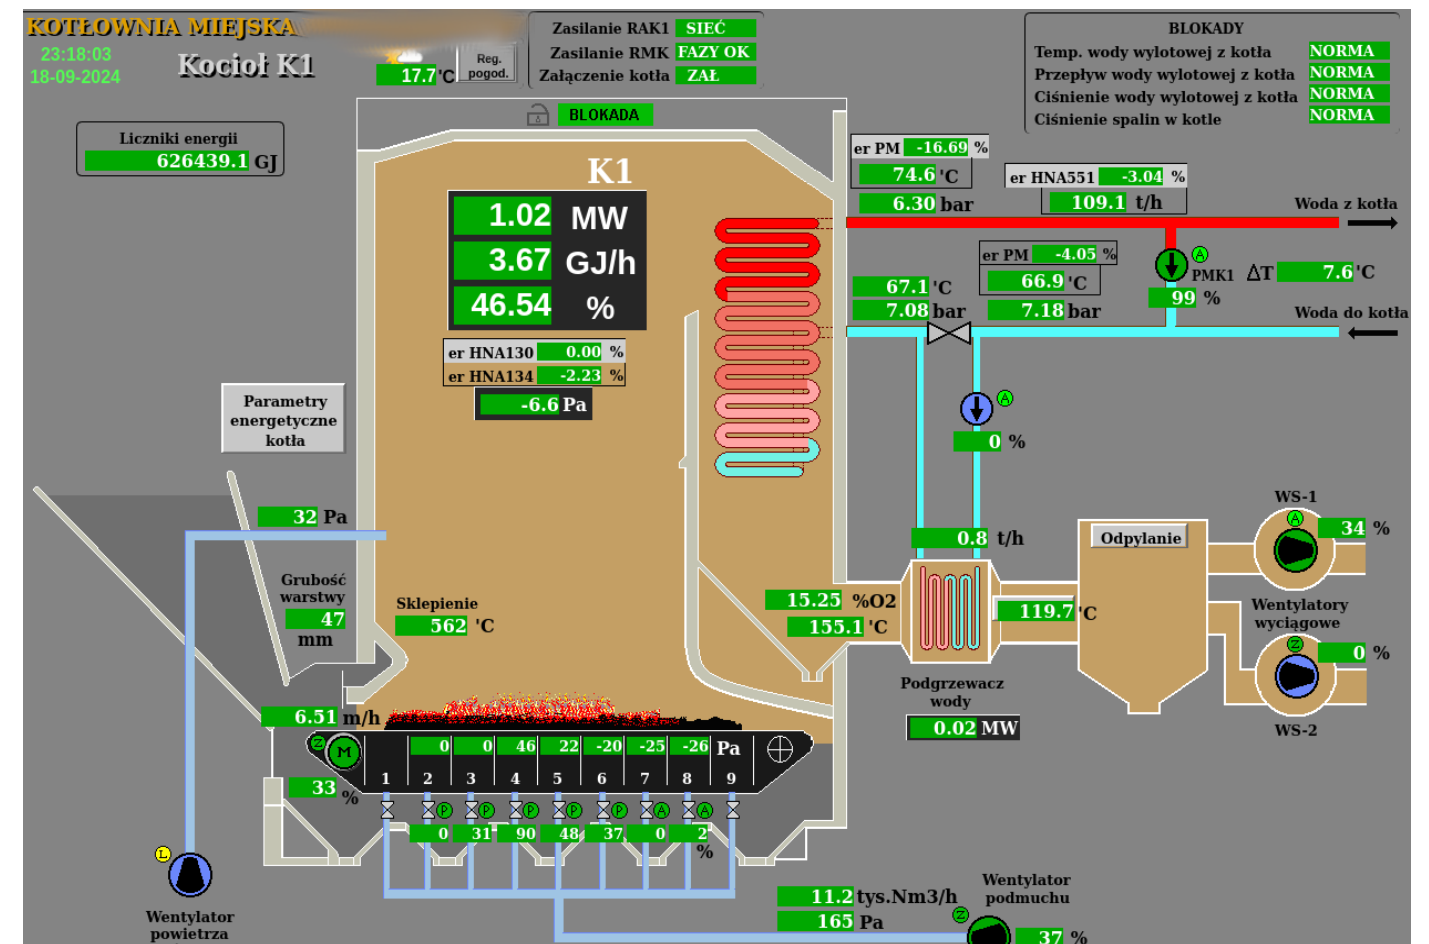 KOTŁOWNIA MIEJSKA
23:18:03
18-09-2024
Kocioł K1
17.7 'C
Reg.
pogod.
Zasilanie RAK1 SIEĆ
Zasilanie RMK FAZY OK
Załączenie kotła ZAŁ
BLOKADY
Temp. wody wylotowej z kotła NORMA
Przepływ wody wylotowej z kotła NORMA
Ciśnienie wody wylotowej z kotła NORMA
Ciśnienie spalin w kotle NORMA
Liczniki energii
626439.1 GJ
BLOKADA
K1
1.02 MW
3.67 GJ/h
46.54 %
er HNA130 0.00 %
er HNA134 -2.23 %
-6.6 Pa
er PM -16.69 %
74.6 'C
6.30 bar
er HNA551 -3.04 %
109.1 t/h
Woda z kotła
er PM -4.05 %
66.9 'C
7.18 bar
67.1 'C
7.08 bar
A
PMK1
99 %
ΔT 7.6 'C
Woda do kotła
A
0 %
0.8 t/h
Parametry
energetyczne
kotła
32 Pa
Grubość
warstwy
47
mm
Sklepienie
562 'C
15.25 %O2
155.1 'C
119.7 'C
Podgrzewacz
wody
0.02 MW
Odpylanie
WS-1
A
34 %
Wentylatory
wyciągowe
Z
0 %
WS-2
6.51 m/h
Z
M
33 %
0 0 46 22 -20 -25 -26 Pa
1 2 3 4 5 6 7 8 9
P P P P P A A
0 31 90 48 37 0 2
%
L
Wentylator
powietrza
11.2 tys.Nm3/h
165 Pa
Wentylator
podmuchu
Z
37 %